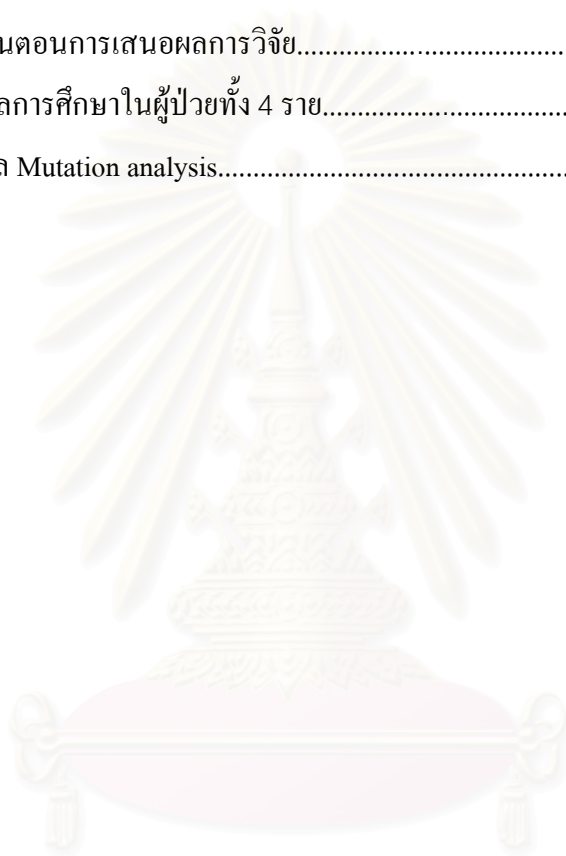 นตอนการเสนอผลการวิจัย............................................
ลการศึกษาในผู้ป่วยทั้ง 4 ราย............................................
ล Mutation analysis............................................................